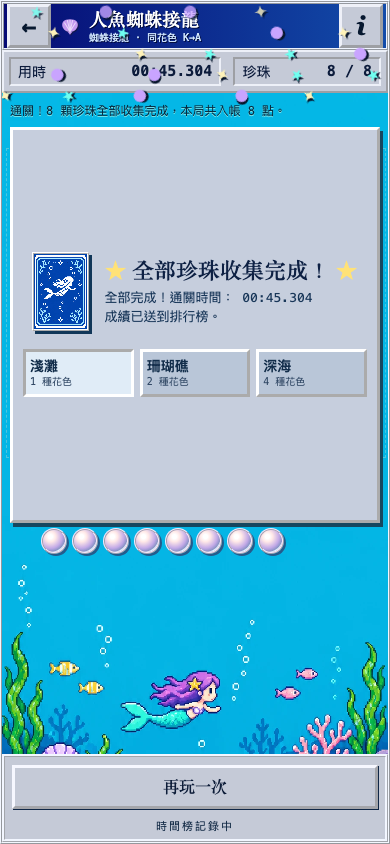 ←
人魚蜘蛛接龍
蜘蛛接龍 · 同花色 K→A
i
用時 00:45.304
珍珠 8 / 8
通關！8 顆珍珠全部收集完成，本局共入帳 8 點。
★ 全部珍珠收集完成！ ★
全部完成！通關時間： 00:45.304
成績已送到排行榜。
淺灘
1 種花色
珊瑚礁
2 種花色
深海
4 種花色
再玩一次
時間榜記錄中